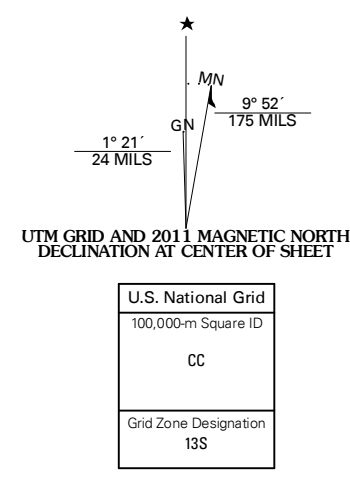 ★
MN
9° 52´
175 MILS
GN
1° 21´
24 MILS
UTM GRID AND 2011 MAGNETIC NORTH
DECLINATION AT CENTER OF SHEET
U.S. National Grid
100,000-m Square ID
CC
Grid Zone Designation
13S